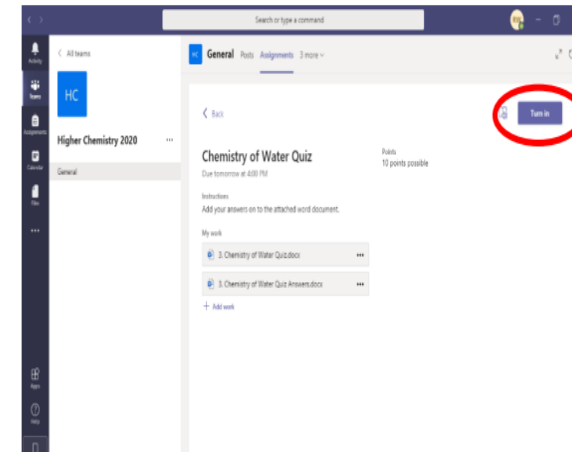 Search or type a command
Activity
Teams
Assignments
Calendar
Files
Apps
Help
All teams
HC
Higher Chemistry 2020
General
HC
General Posts Assignments 3 more
Back
Turn in
Chemistry of Water Quiz
Due tomorrow at 4:00 PM
Points
10 points possible
Instructions
Add your answers on to the attached word document.
My work
3. Chemistry of Water Quiz.docx
3. Chemistry of Water Quiz Answers.docx
+ Add work